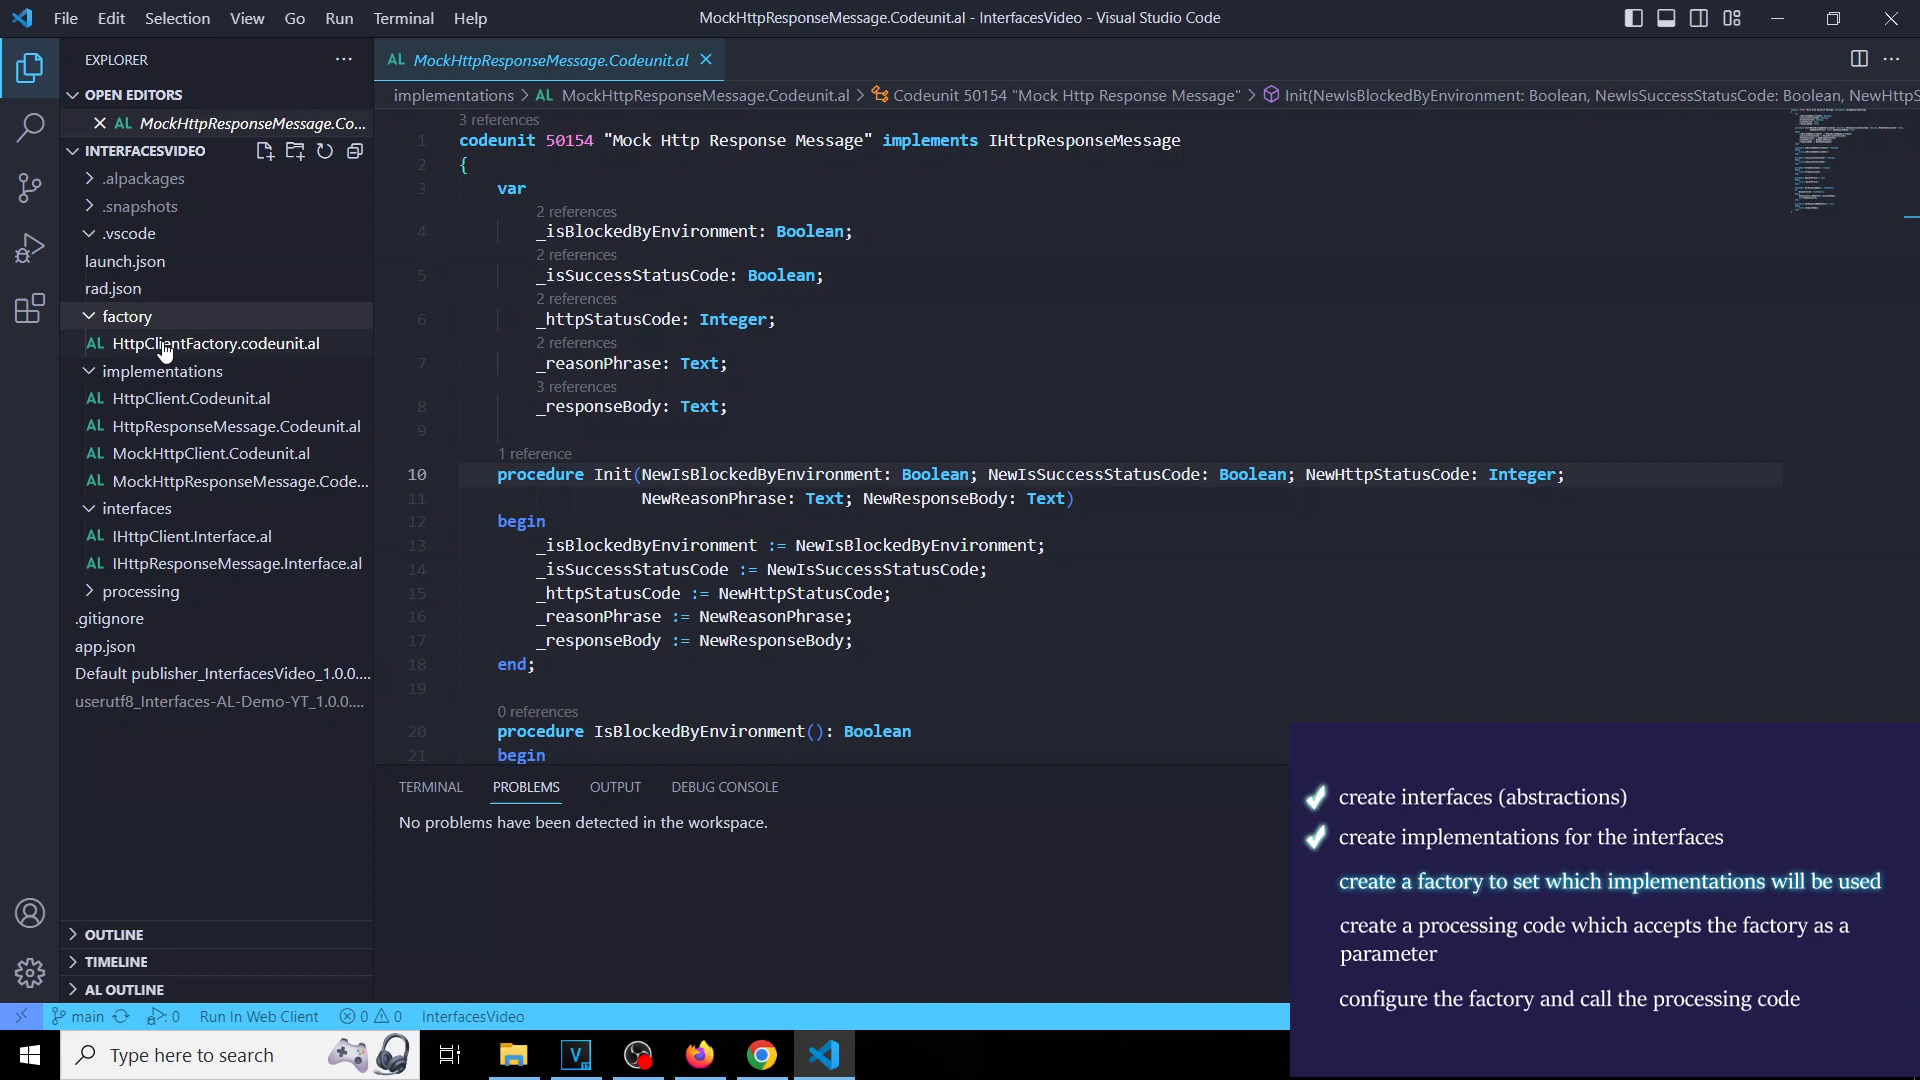 File Edit Selection View Go Run Terminal Help
MockHttpResponseMessage.Codeunit.al - InterfacesVideo - Visual Studio Code
EXPLORER
OPEN EDITORS
AL MockHttpResponseMessage.Co...
INTERFACESVIDEO
.alpackages
.snapshots
.vscode
launch.json
rad.json
factory
AL HttpClientFactory.codeunit.al
implementations
AL HttpClient.Codeunit.al
AL HttpResponseMessage.Codeunit.al
AL MockHttpClient.Codeunit.al
AL MockHttpResponseMessage.Code...
interfaces
AL IHttpClient.Interface.al
AL IHttpResponseMessage.Interface.al
processing
.gitignore
app.json
Default publisher_InterfacesVideo_1.0.0....
userutf8_Interfaces-AL-Demo-YT_1.0.0....
OUTLINE
TIMELINE
AL OUTLINE
AL MockHttpResponseMessage.Codeunit.al
implementations > AL MockHttpResponseMessage.Codeunit.al > Codeunit 50154 "Mock Http Response Message" > Init(NewIsBlockedByEnvironment: Boolean, NewIsSuccessStatusCode: Boolean, NewHttpS
3 references
1 codeunit 50154 "Mock Http Response Message" implements IHttpResponseMessage
2 {
3 var
2 references
4 _isBlockedByEnvironment: Boolean;
2 references
5 _isSuccessStatusCode: Boolean;
2 references
6 _httpStatusCode: Integer;
2 references
7 _reasonPhrase: Text;
3 references
8 _responseBody: Text;
9
1 reference
10 procedure Init(NewIsBlockedByEnvironment: Boolean; NewIsSuccessStatusCode: Boolean; NewHttpStatusCode: Integer;
11 NewReasonPhrase: Text; NewResponseBody: Text)
12 begin
13 _isBlockedByEnvironment := NewIsBlockedByEnvironment;
14 _isSuccessStatusCode := NewIsSuccessStatusCode;
15 _httpStatusCode := NewHttpStatusCode;
16 _reasonPhrase := NewReasonPhrase;
17 _responseBody := NewResponseBody;
18 end;
19
0 references
20 procedure IsBlockedByEnvironment(): Boolean
21 begin
TERMINAL PROBLEMS OUTPUT DEBUG CONSOLE
No problems have been detected in the workspace.
create interfaces (abstractions)
create implementations for the interfaces
create a factory to set which implementations will be used
create a processing code which accepts the factory as a
parameter
configure the factory and call the processing code
main 0 Run In Web Client 0 0 InterfacesVideo
Type here to search